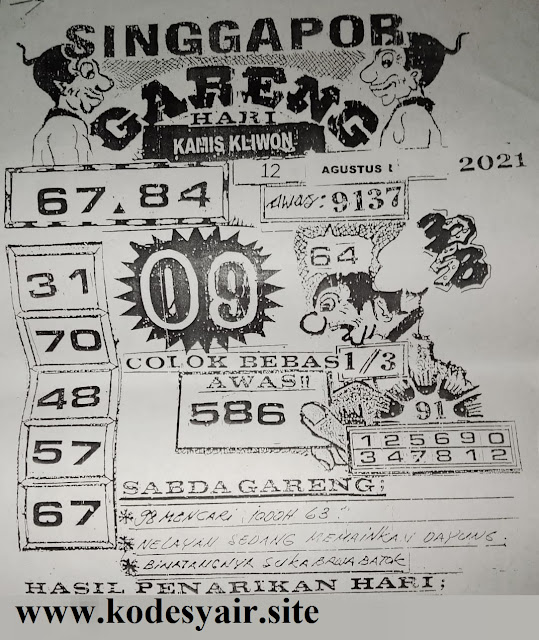 SINGGAPOR
GARENG
HARI
KAMIS KLIWON
12 AGUSTUS 2021
67.84
awas: 9137
64
31
09
70
COLOK BEBAS 1/3
AWAS!!
48
586
91
57
125690
347812
67
SABDA GARENG;
* 98 MENCARI JODOH 63"
* NELAYAN SEDANG MEMAINKAN DAYUNG.
* BINATANGNYA SUKA BAWA BATOK
HASIL PENARIKAN HARI;
www.kodesyair.site